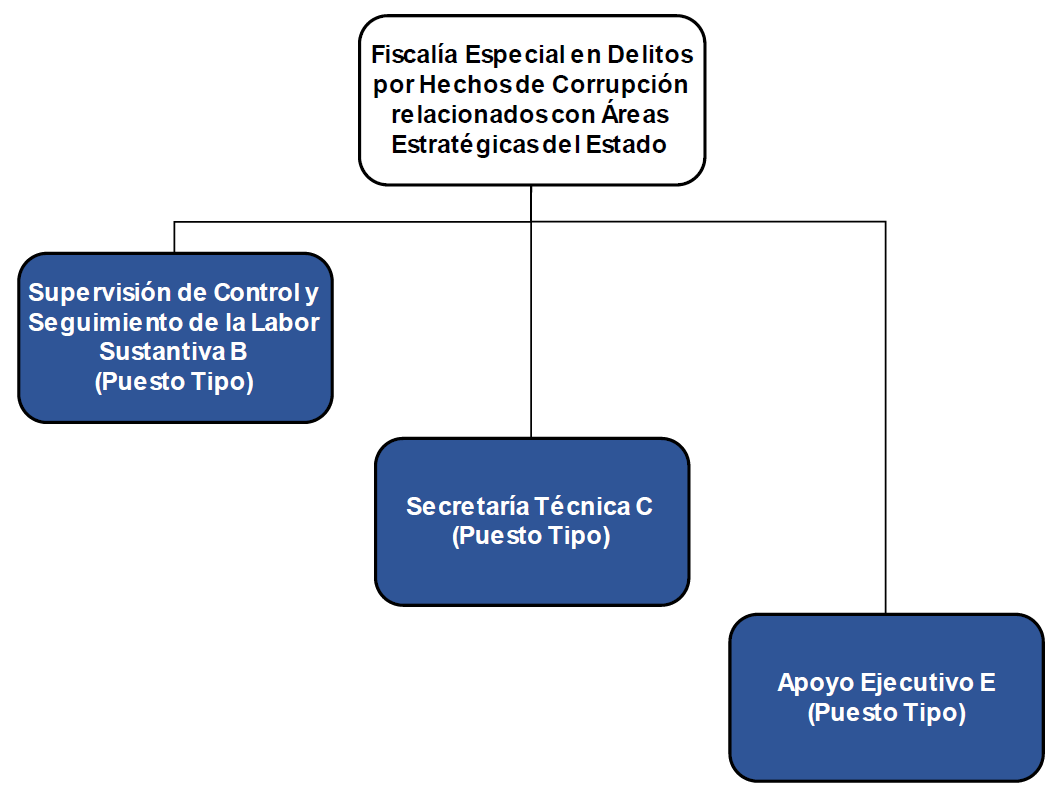 Fiscalía Especial en Delitos
por Hechos de Corrupción
relacionados con Áreas
Estratégicas del Estado
Supervisión de Control y
Seguimiento de la Labor
Sustantiva B
(Puesto Tipo)
Secretaría Técnica C
(Puesto Tipo)
Apoyo Ejecutivo E
(Puesto Tipo)